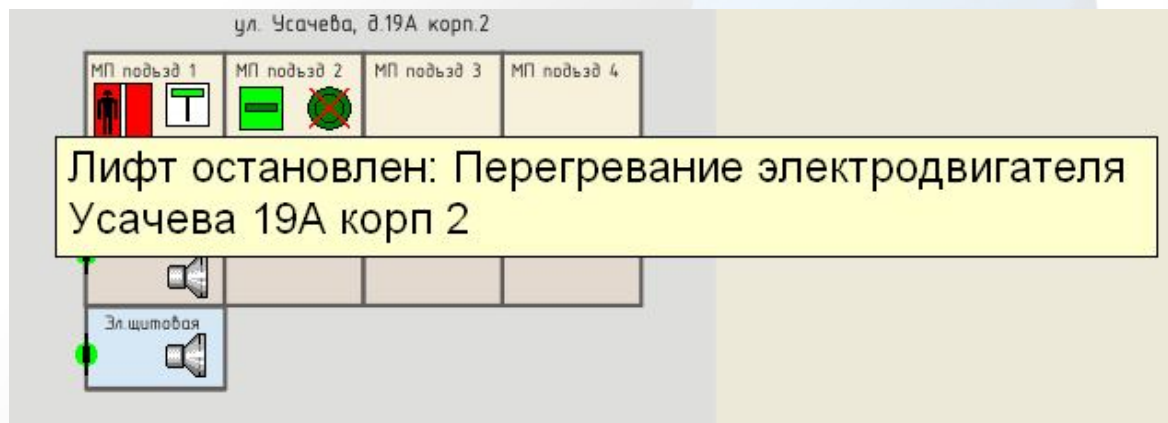 ул. Усачева, д.19А корп.2
МП подъзд 1 МП подъзд 2 МП подъзд 3 МП подъзд 4
Лифт остановлен: Перегревание электродвигателя
Усачева 19А корп 2
Эл.щитовая